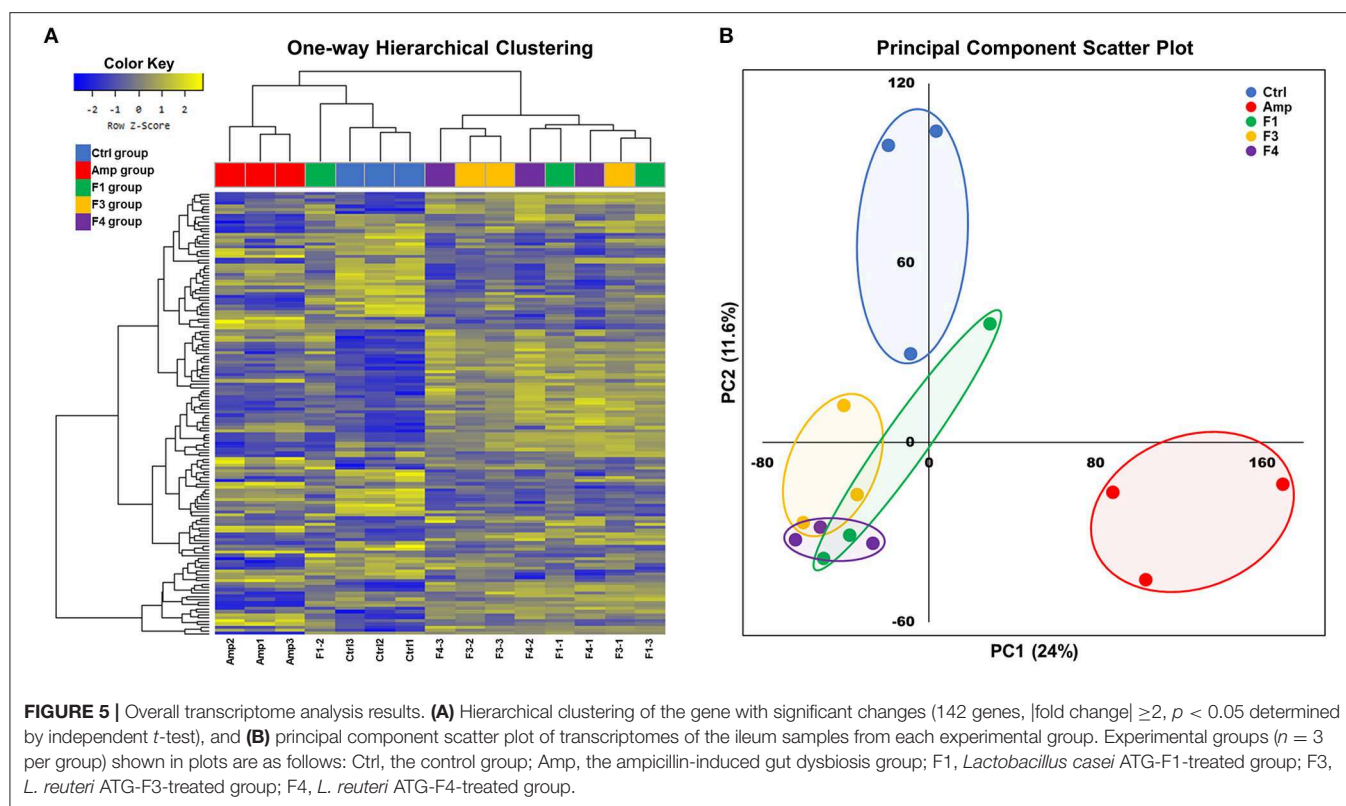 A
One-way Hierarchical Clustering
Color Key
-2 -1 0 1 2
Row Z-Score
Ctrl group
Amp group
F1 group
F3 group
F4 group
Amp2 Amp1 Amp3 F1-2 Ctrl3 Ctrl2 Ctrl1 F4-3 F3-2 F3-3 F4-2 F1-1 F4-1 F3-1 F1-3
B
Principal Component Scatter Plot
Ctrl
Amp
F1
F3
F4
120
60
0
-60
-80 0 80 160
PC2 (11.6%)
PC1 (24%)
FIGURE 5 | Overall transcriptome analysis results. (A) Hierarchical clustering of the gene with significant changes (142 genes, |fold change| ≥2, p < 0.05 determined
by independent t-test), and (B) principal component scatter plot of transcriptomes of the ileum samples from each experimental group. Experimental groups (n = 3
per group) shown in plots are as follows: Ctrl, the control group; Amp, the ampicillin-induced gut dysbiosis group; F1, Lactobacillus casei ATG-F1-treated group; F3,
L. reuteri ATG-F3-treated group; F4, L. reuteri ATG-F4-treated group.